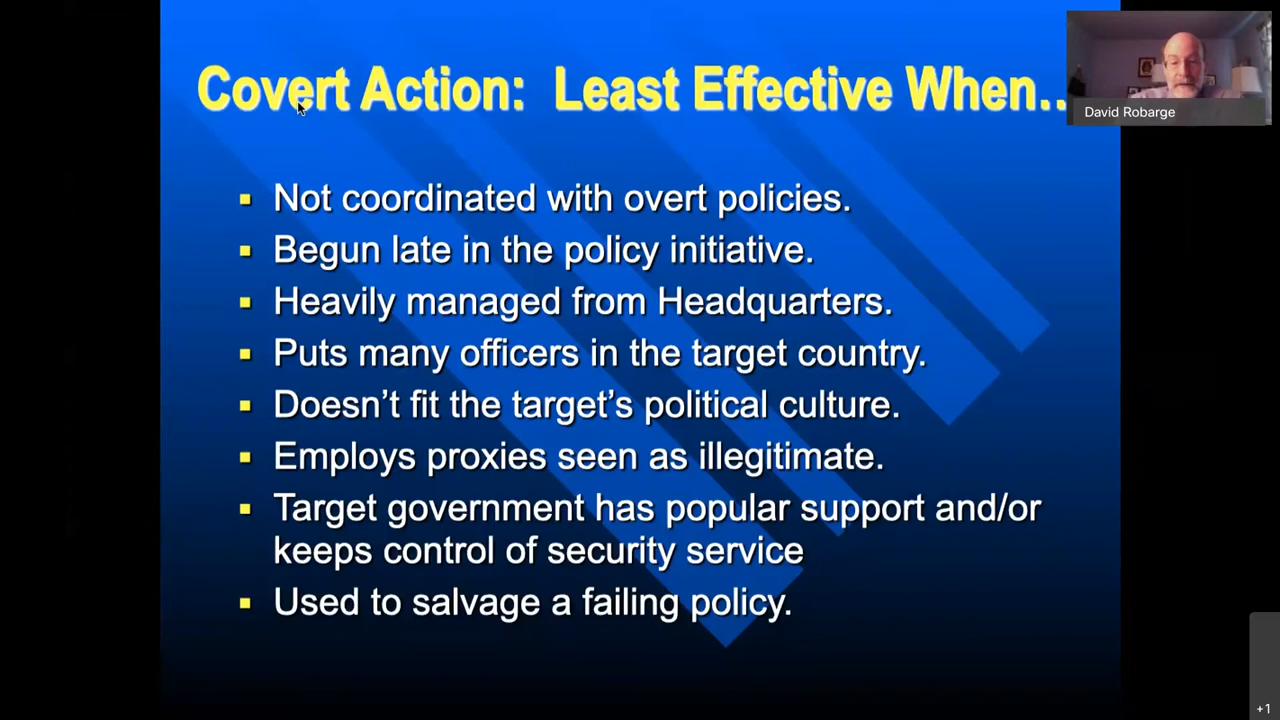 Covert Action: Least Effective When..
David Robarge
▪ Not coordinated with overt policies.
▪ Begun late in the policy initiative.
▪ Heavily managed from Headquarters.
▪ Puts many officers in the target country.
▪ Doesn’t fit the target’s political culture.
▪ Employs proxies seen as illegitimate.
▪ Target government has popular support and/or
keeps control of security service
▪ Used to salvage a failing policy.
+1